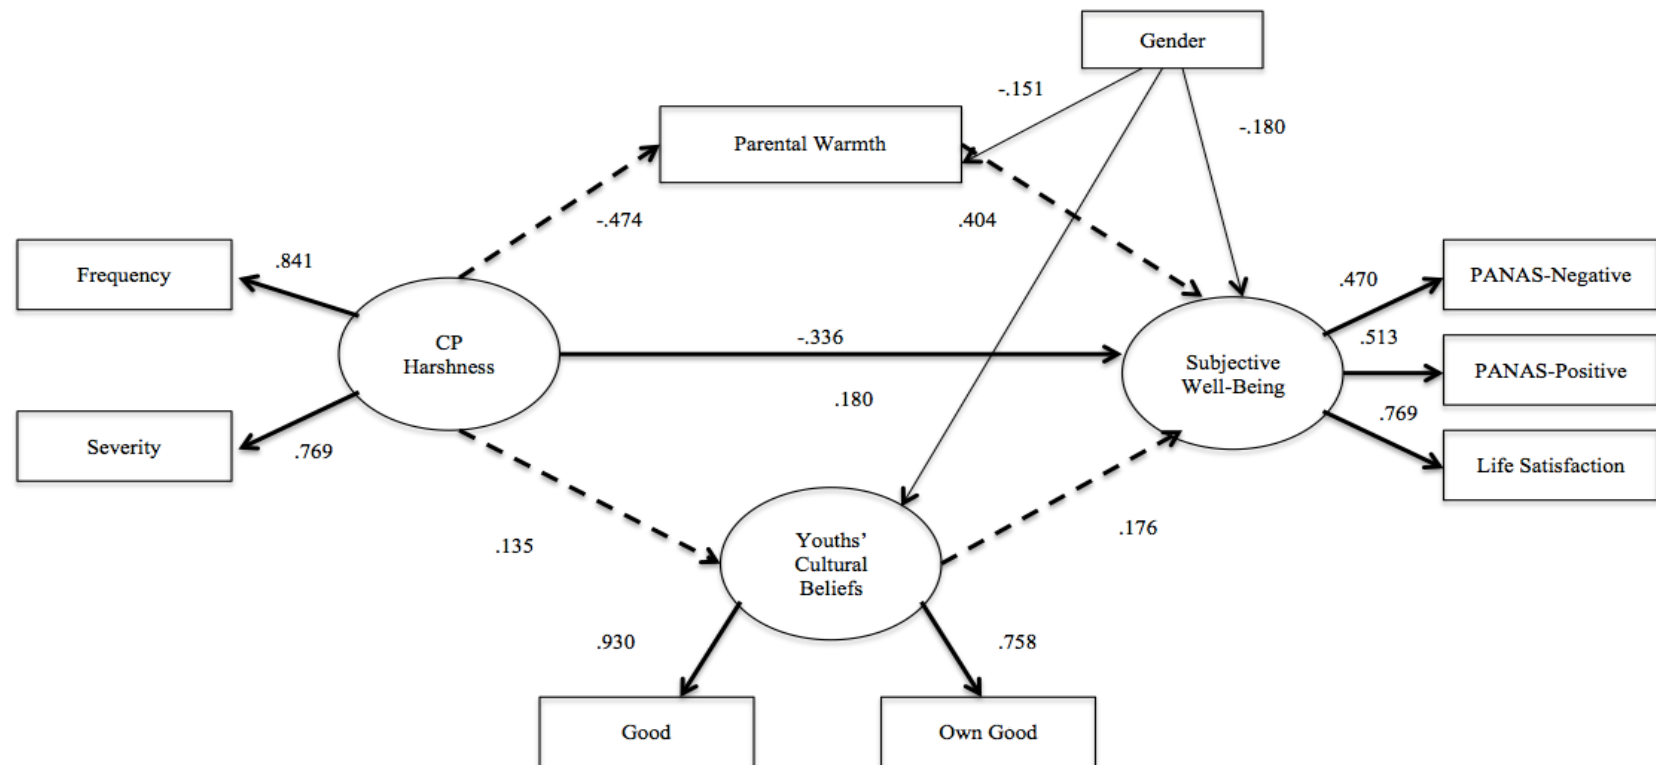 Gender
-.151
Parental Warmth
-.180
-.474
.404
Frequency
.841
PANAS-Negative
.470
CP
Harshness
-.336
.513
Subjective
Well-Being
PANAS-Positive
.180
.769
Severity
.769
Life Satisfaction
.135
.176
Youths’
Cultural
Beliefs
.930
.758
Good
Own Good